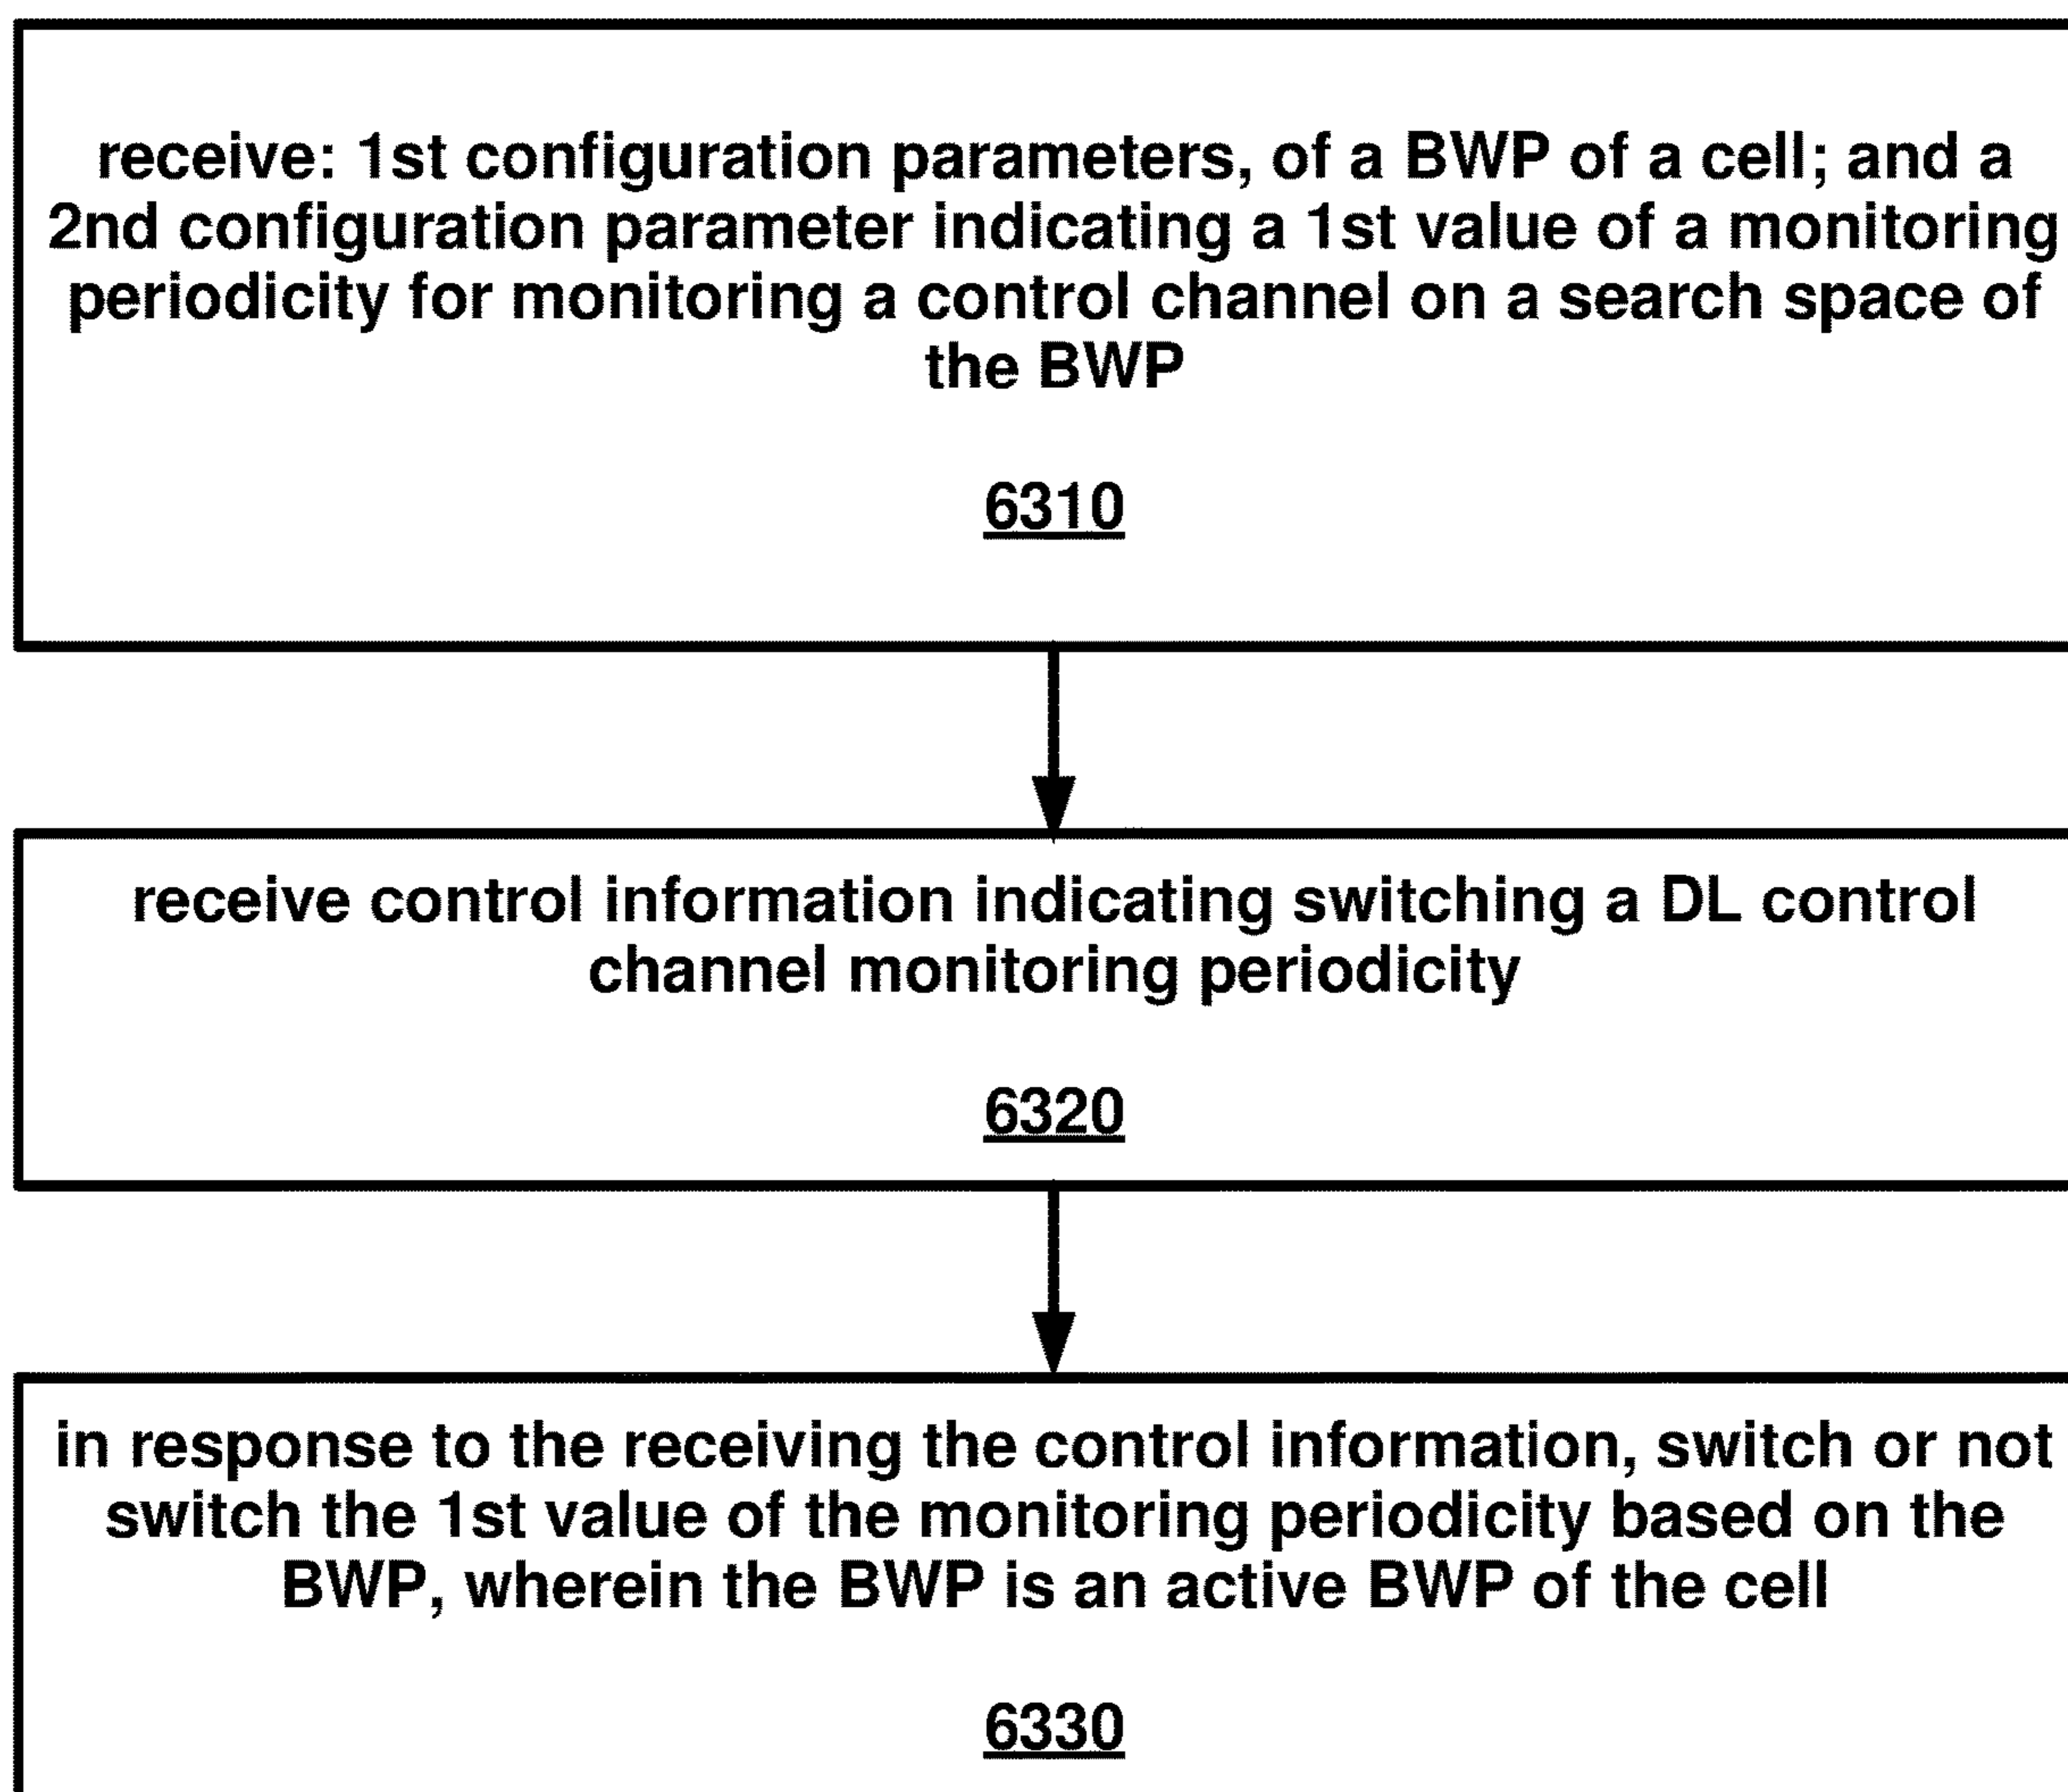 receive: 1st configuration parameters, of a BWP of a cell; and a
2nd configuration parameter indicating a 1st value of a monitoring
periodicity for monitoring a control channel on a search space of
the BWP
6310
receive control information indicating switching a DL control
channel monitoring periodicity
6320
in response to the receiving the control information, switch or not
switch the 1st value of the monitoring periodicity based on the
BWP, wherein the BWP is an active BWP of the cell
6330